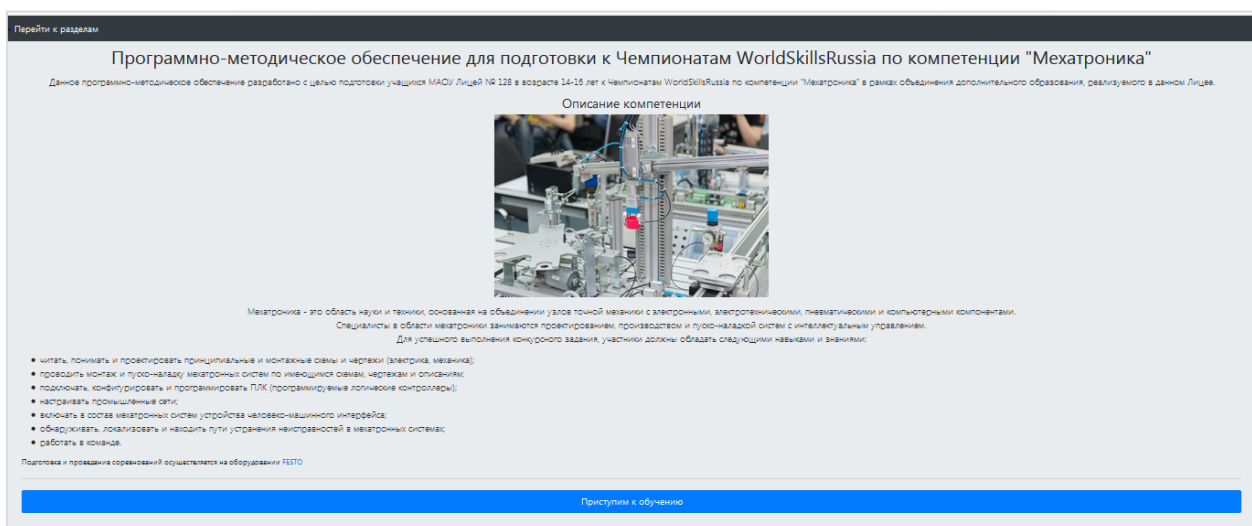 Перейти к разделам
Программно-методическое обеспечение для подготовки к Чемпионатам WorldSkillsRussia по компетенции "Мехатроника"
Данное программно-методическое обеспечение разработано с целью подготовки учащихся МАОУ Лицей № 128 в возрасте 14-16 лет к Чемпионатам WorldSkillsRussia по компетенции "Мехатроника" в рамках объединения дополнительного образования, реализуемого в данном Лицее.
Описание компетенции
Мехатроника - это область науки и техники, основанная на объединении узлов точной механики с электронными, электротехническими, пневматическими и компьютерными компонентами.
Специалисты в области мехатроники занимаются проектированием, производством и пуско-наладкой систем с интеллектуальным управлением.
Для успешного выполнения конкурсного задания, участники должны обладать следующими навыками и знаниями:
● читать, понимать и проектировать принципиальные и монтажные схемы и чертежи (электрика, механика);
● проводить монтаж и пуско-наладку мехатронных систем по имеющимся схемам, чертежам и описаниям;
● подключать, конфигурировать и программировать ПЛК (программируемые логические контроллеры);
● настраивать промышленные сети;
● включать в состав мехатронных систем устройства человеко-машинного интерфейса;
● обнаруживать, локализовать и находить пути устранения неисправностей в мехатронных системах;
● работать в команде.
Подготовка и проведение соревнований осуществляется на оборудовании FESTO
Приступим к обучению